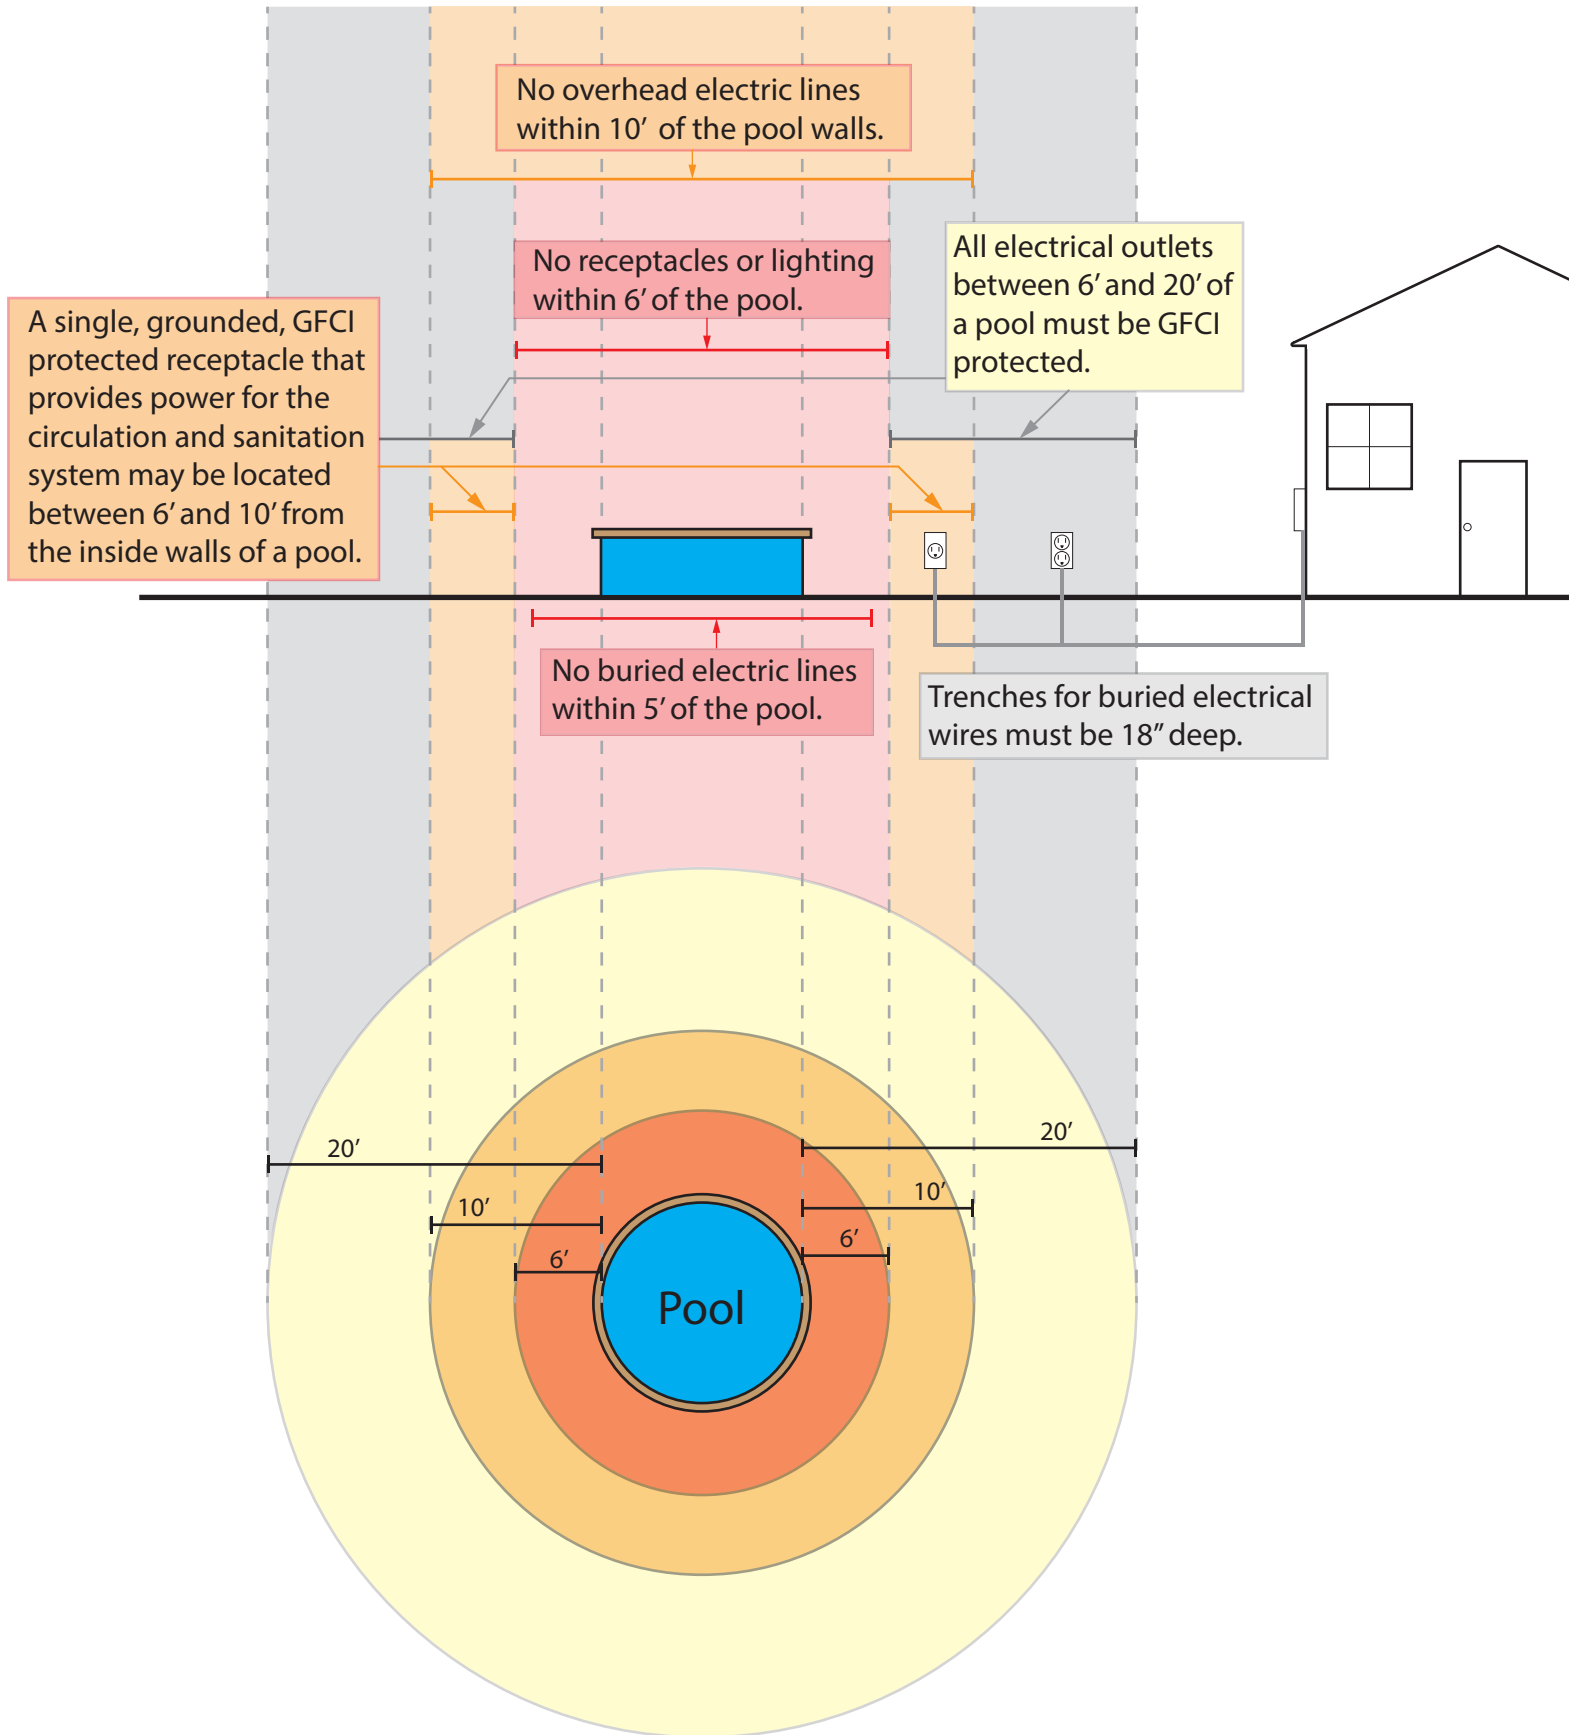 No overhead electric lines
within 10’ of the pool walls.
No receptacles or lighting
within 6’ of the pool.
All electrical outlets
between 6’ and 20’ of
a pool must be GFCI
protected.
A single, grounded, GFCI
protected receptacle that
provides power for the
circulation and sanitation
system may be located
between 6’ and 10’ from
the inside walls of a pool.
No buried electric lines
within 5’ of the pool.
Trenches for buried electrical
wires must be 18” deep.
20’
20’
10’
10’
6’
6’
Pool